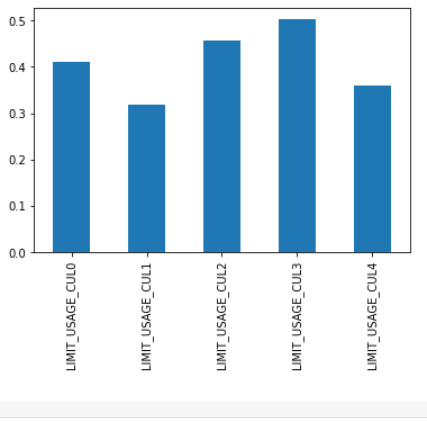 0.5
0.4
0.3
0.2
0.1
0.0
LIMIT_USAGE_CUL0
LIMIT_USAGE_CUL1
LIMIT_USAGE_CUL2
LIMIT_USAGE_CUL3
LIMIT_USAGE_CUL4